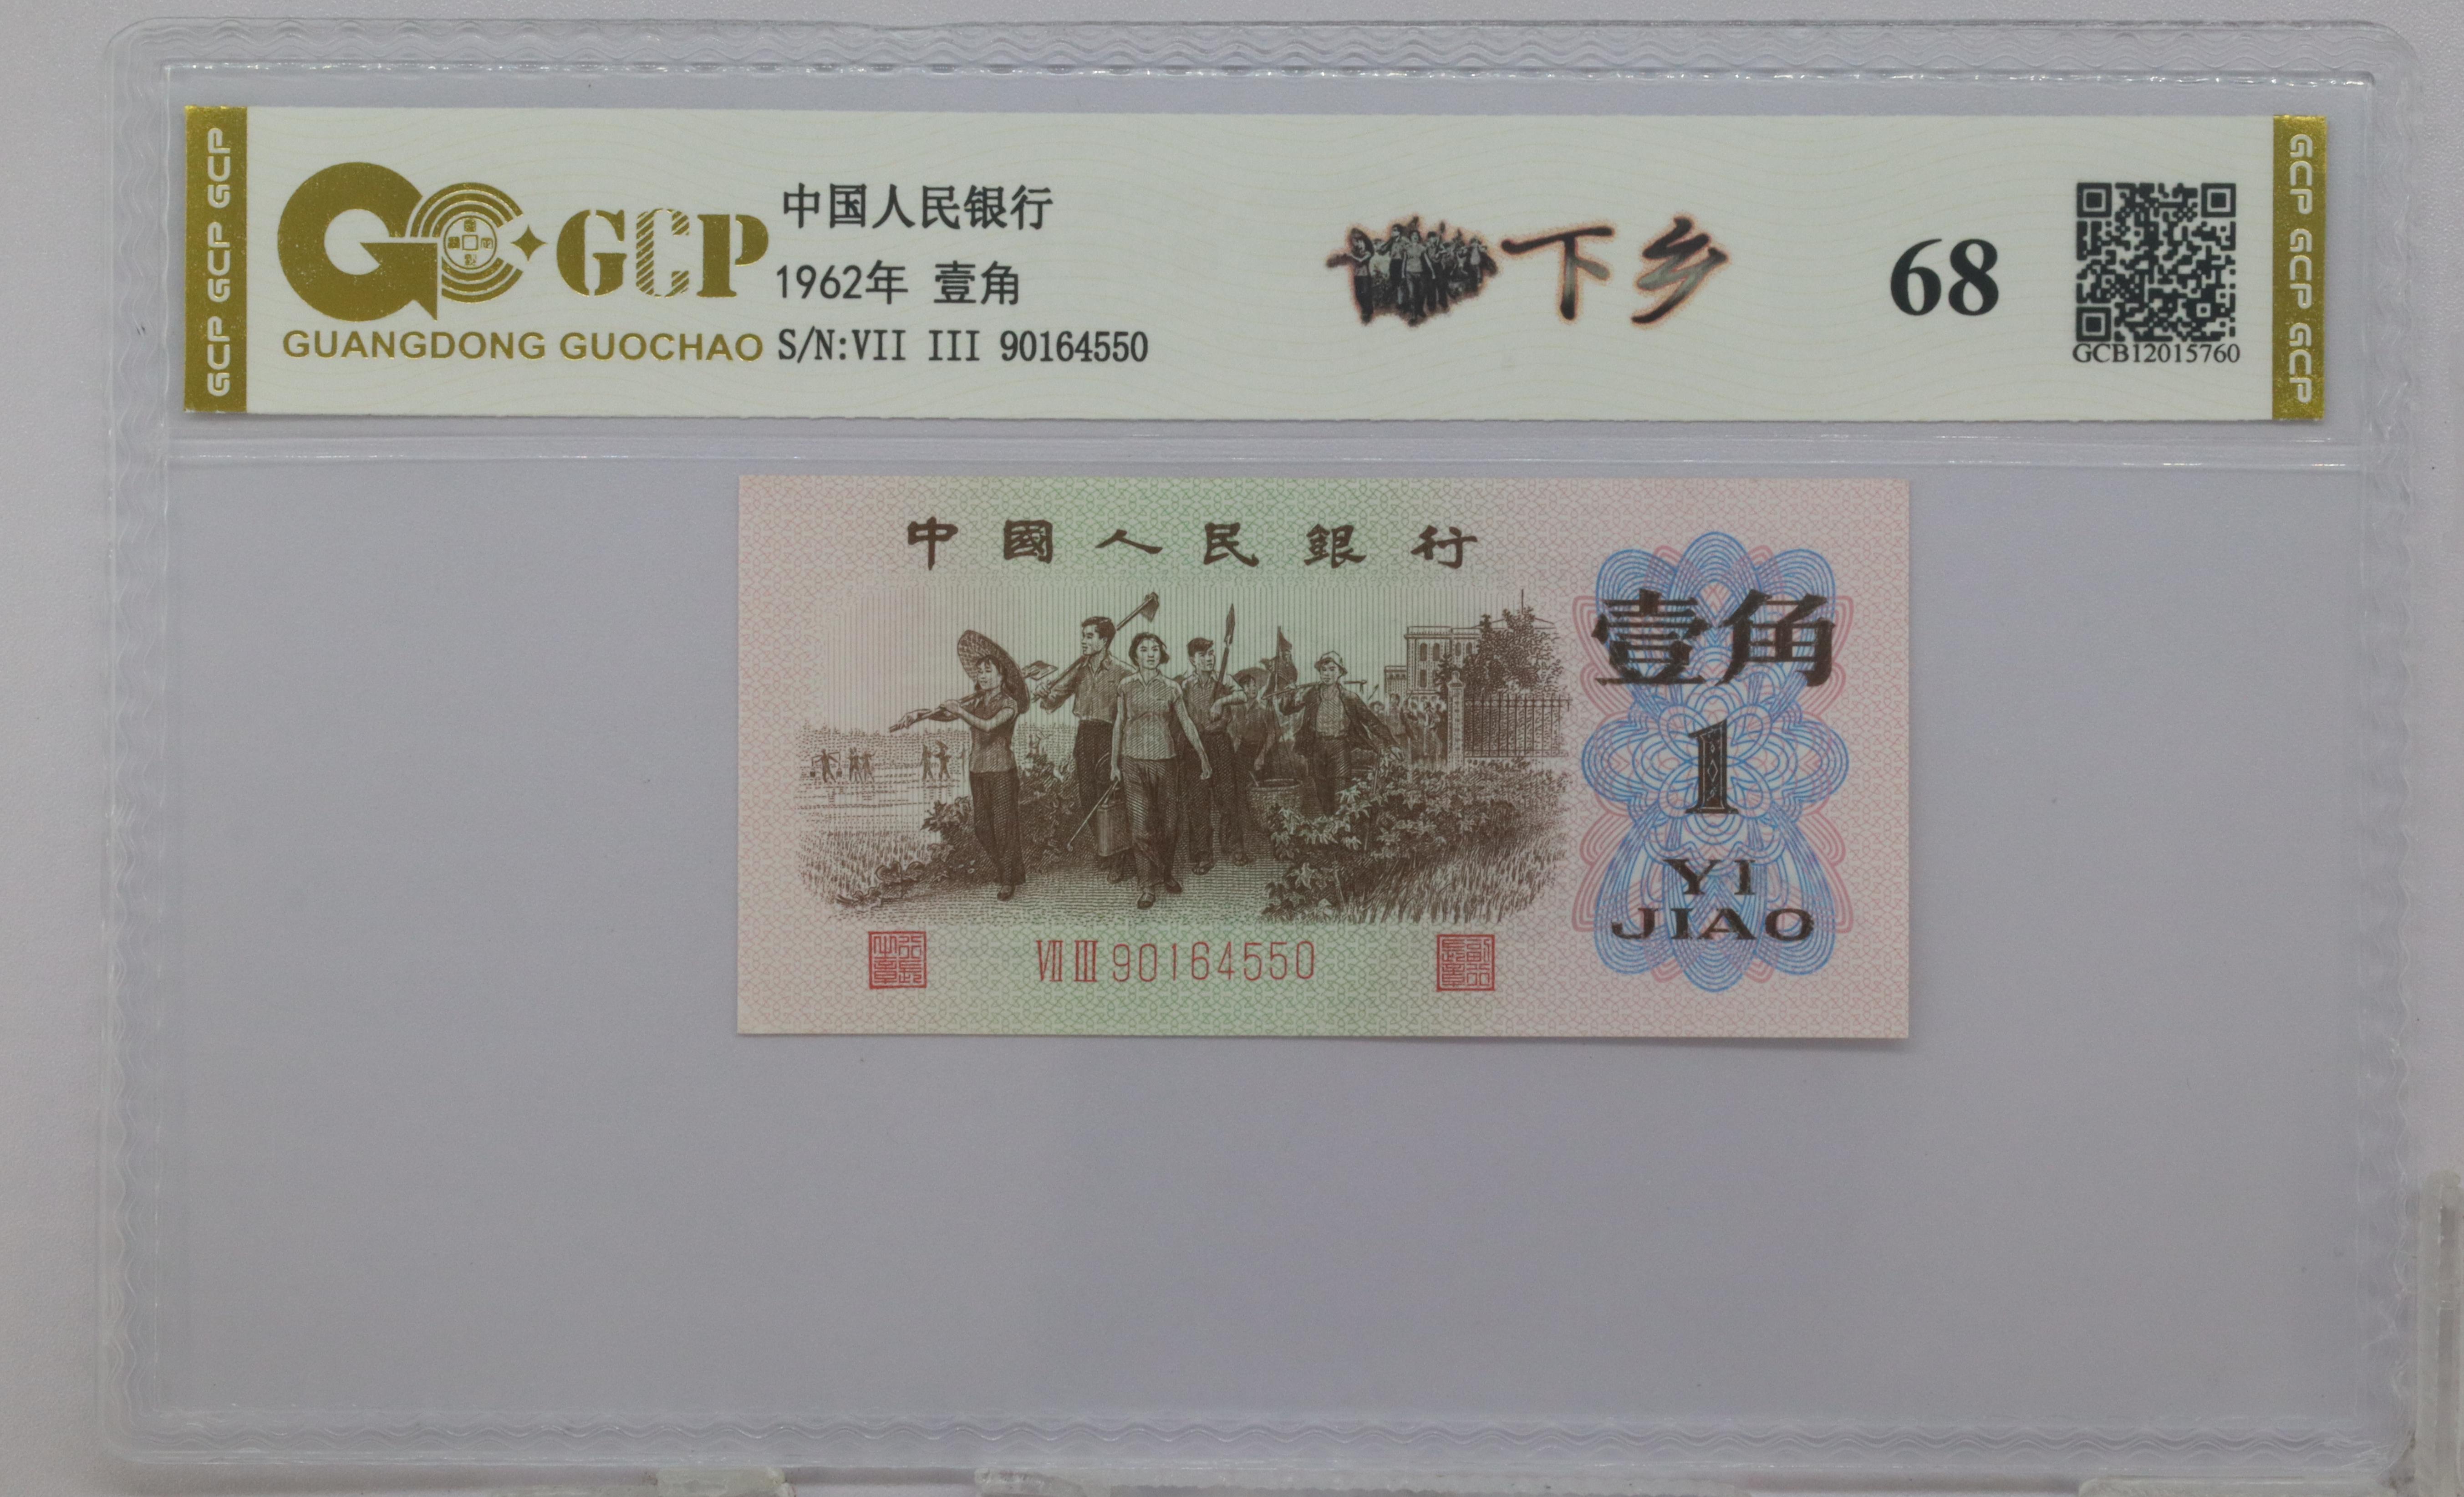 GCP GCP GCP
GCP
GUANGDONG GUOCHAO
中国人民银行
1962年 壹角
S/N:VII III 90164550
下乡
68
GCB12015760
GCP GCP GCP
中國人民銀行
壹角
1
YI
JIAO
VII III 90164550